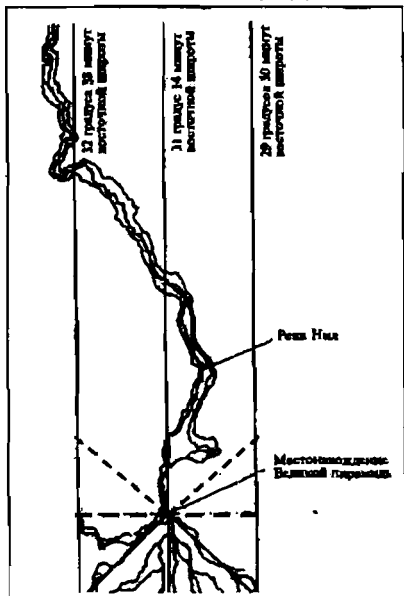 32 градуса 38 минут
восточной широты
31 градус 14 минут
восточной широты
29 градусов 50 минут
восточной широты
Река Нил
Местонахождение
Великой пирамиды